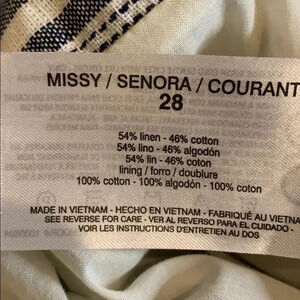 MISSY / SENORA / COURANT
28
54% linen - 46% cotton
54% lino - 46% algodón
54% lin - 46% coton
lining / forro / doublure
100% cotton - 100% algodón - 100% coton
MADE IN VIETNAM - HECHO EN VIETNAM - FABRIQUÉ AU VIETNAM
SEE REVERSE FOR CARE - VER AL REVERSO PARA EL CUIDADO -
VOIR LES INSTRUCTIONS D'ENTRETIEN AU DOS